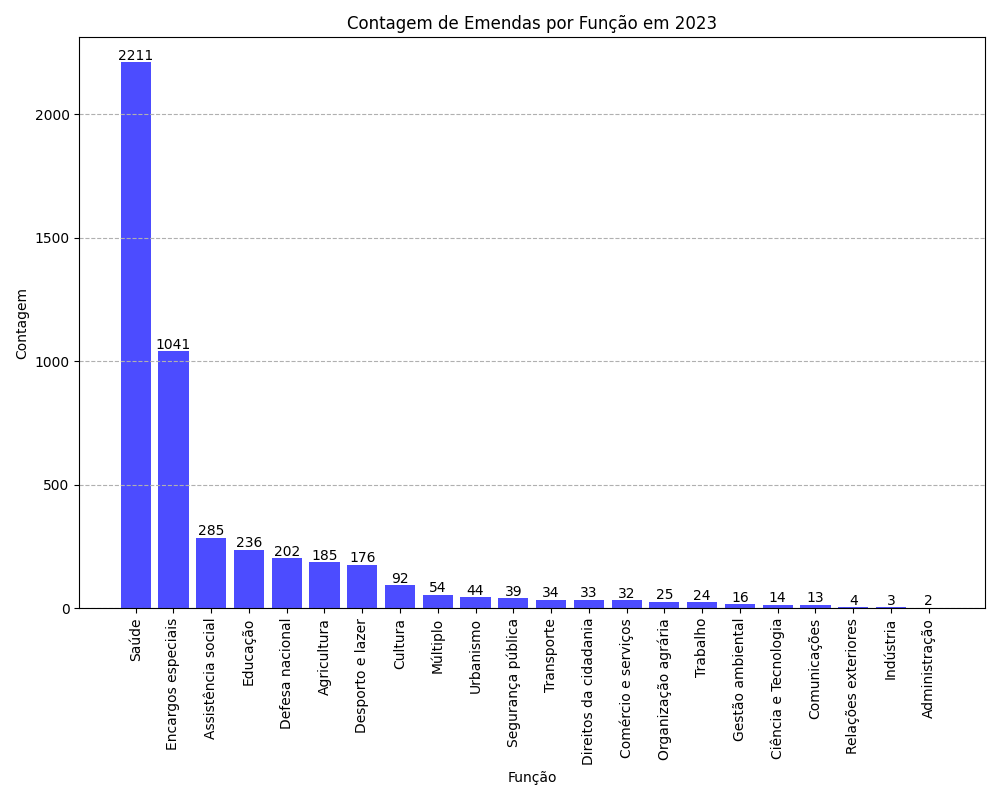 Contagem de Emendas por Função em 2023
Contagem
2000
1500
1000
500
0
2211
1041
285
236
202
185
176
92
54
44
39
34
33
32
25
24
16
14
13
4
3
2
Saúde
Encargos especiais
Assistência social
Educação
Defesa nacional
Agricultura
Desporto e lazer
Cultura
Múltiplo
Urbanismo
Segurança pública
Transporte
Direitos da cidadania
Comércio e serviços
Organização agrária
Trabalho
Gestão ambiental
Ciência e Tecnologia
Comunicações
Relações exteriores
Indústria
Administração
Função